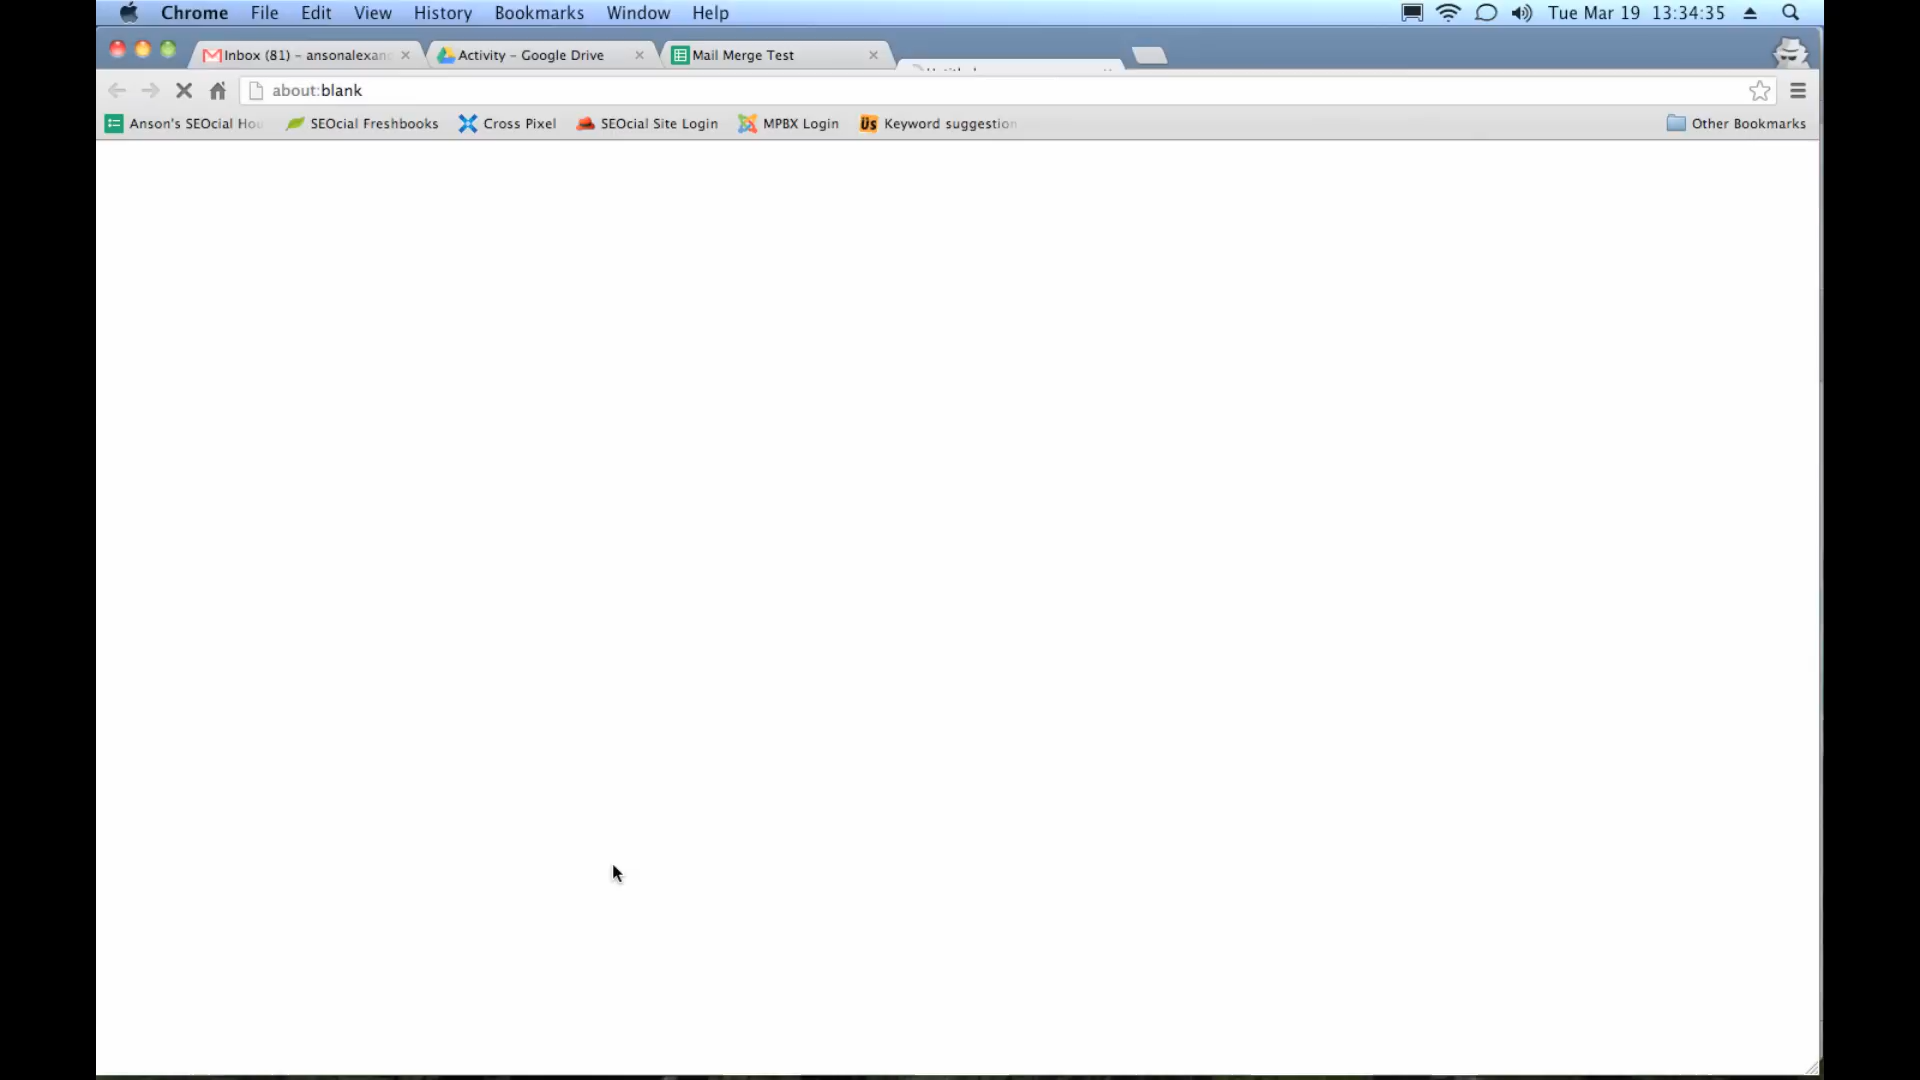 Chrome File Edit View History Bookmarks Window Help Tue Mar 19 13:34:35
Inbox (81) – ansonalexan Activity – Google Drive Mail Merge Test
about:blank
Anson's SEOcial Hou SEOcial Freshbooks Cross Pixel SEOcial Site Login MPBX Login Üs Keyword suggestion Other Bookmarks